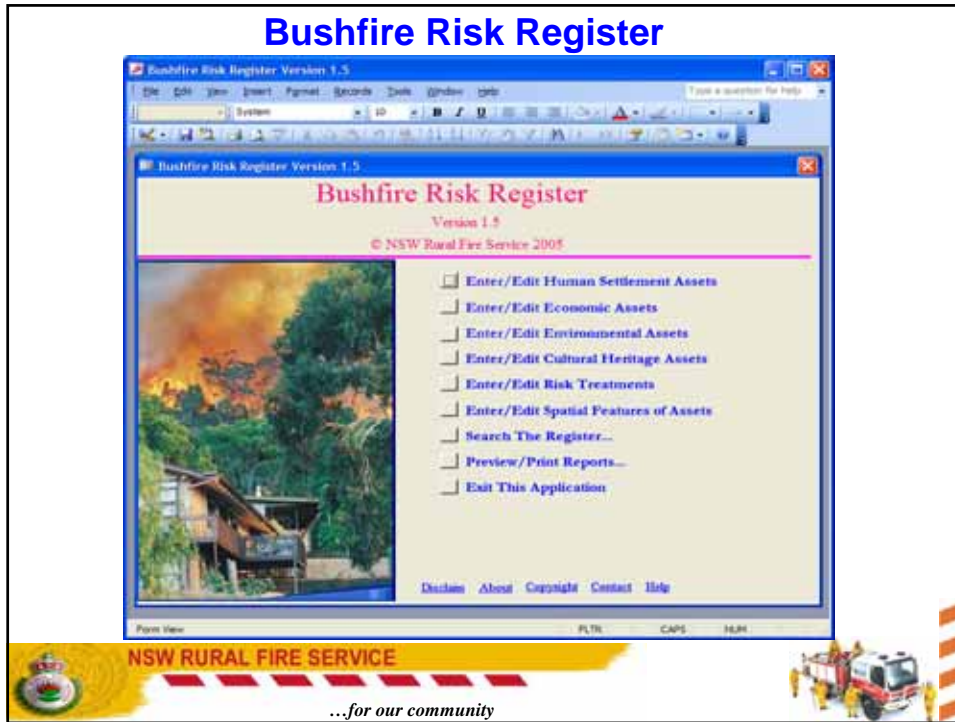 Bushfire Risk Register
Bushfire Risk Register Version 1.5
File Edit View Insert Format Records Tools Window Help Type a question for help
System 10 B I U A
Bushfire Risk Register Version 1.5
Bushfire Risk Register
Version 1.5
© NSW Rural Fire Service 2005
Enter/Edit Human Settlement Assets
Enter/Edit Economic Assets
Enter/Edit Environmental Assets
Enter/Edit Cultural Heritage Assets
Enter/Edit Risk Treatments
Enter/Edit Spatial Features of Assets
Search The Register...
Preview/Print Reports...
Exit This Application
Disclaim About Copyright Contact Help
Form View FLTR CAPS NUM
NSW RURAL FIRE SERVICE
...for our community